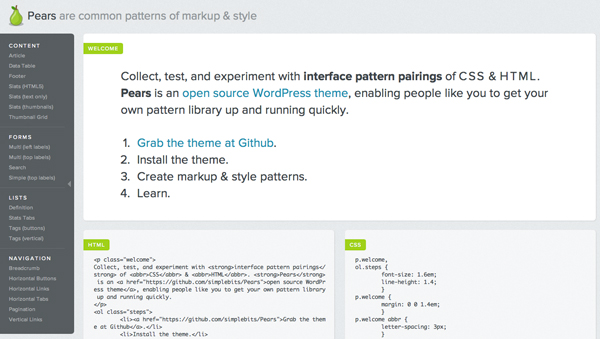 Pears are common patterns of markup & style
CONTENT
Article
Data Table
Footer
Slats (HTML5)
Slats (text only)
Slats (thumbnails)
Thumbnail Grid
FORMS
Multi (left labels)
Multi (top labels)
Search
Simple (top labels)
LISTS
Definition
Stats Tabs
Tags (buttons)
Tags (vertical)
NAVIGATION
Breadcrumb
Horizontal Buttons
Horizontal Links
Horizontal Tabs
Pagination
Vertical Links
WELCOME
Collect, test, and experiment with interface pattern pairings of CSS & HTML.
Pears is an open source WordPress theme, enabling people like you to get your
own pattern library up and running quickly.
1. Grab the theme at Github.
2. Install the theme.
3. Create markup & style patterns.
4. Learn.
HTML
<p class="welcome">
Collect, test, and experiment with <strong>interface pattern pairings</
strong> of <abbr>CSS</abbr> & <abbr>HTML</abbr>. <strong>Pears</strong>
is an <a href="https://github.com/simplebits/Pears">open source WordPre
ss theme</a>, enabling people like you to get your own pattern library
up and running quickly.
</p>
<ol class="steps">
<li><a href="https://github.com/simplebits/Pears">Grab the them
e at Github</a>.</li>
<li>Install the theme.</li>
CSS
p.welcome,
ol.steps {
font-size: 1.6em;
line-height: 1.4;
}
p.welcome {
margin: 0 0 1.4em;
}
p.welcome abbr {
letter-spacing: 3px;
}